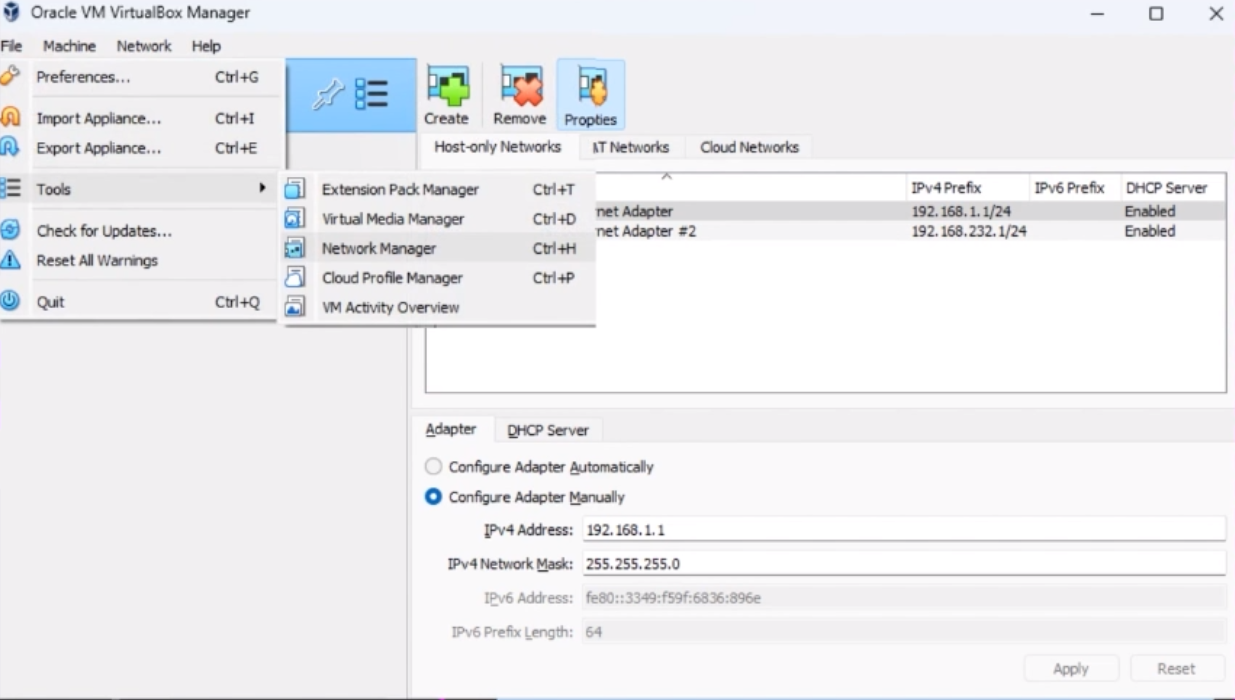 Oracle VM VirtualBox Manager
File Machine Network Help
Preferences... Ctrl+G
Import Appliance... Ctrl+I
Export Appliance... Ctrl+E
Tools
Check for Updates...
Reset All Warnings
Quit Ctrl+Q
Extension Pack Manager Ctrl+T
Virtual Media Manager Ctrl+D
Network Manager Ctrl+H
Cloud Profile Manager Ctrl+P
VM Activity Overview
Create Remove Propties
Host-only Networks AT Networks Cloud Networks
IPv4 Prefix IPv6 Prefix DHCP Server
net Adapter 192.168.1.1/24 Enabled
net Adapter #2 192.168.232.1/24 Enabled
Adapter DHCP Server
Configure Adapter Automatically
Configure Adapter Manually
IPv4 Address: 192.168.1.1
IPv4 Network Mask: 255.255.255.0
IPv6 Address: fe80::3349:f59f:6836:896e
IPv6 Prefix Length: 64
Apply Reset